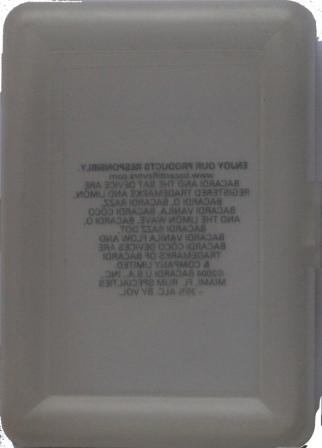 ENJOY OUR PRODUCTS RESPONSIBLY.
www.bacardiflavors.com
BACARDI AND THE BAT DEVICE ARE
REGISTERED TRADEMARKS AND LIMON,
BACARDI O, BACARDI RAZZ,
BACARDI VANILA, BACARDI COCO
AND THE LIMON WAVE, BACARDI O,
BACARDI RAZZ DOT,
BACARDI VANILA FLOW AND
BACARDI COCO DEVICES ARE
TRADEMARKS OF BACARDI
& COMPANY LIMITED
©2004 BACARDI U.S.A., INC.,
MIAMI, FL. RUM SPECIALTIES
- 35% ALC. BY VOL.